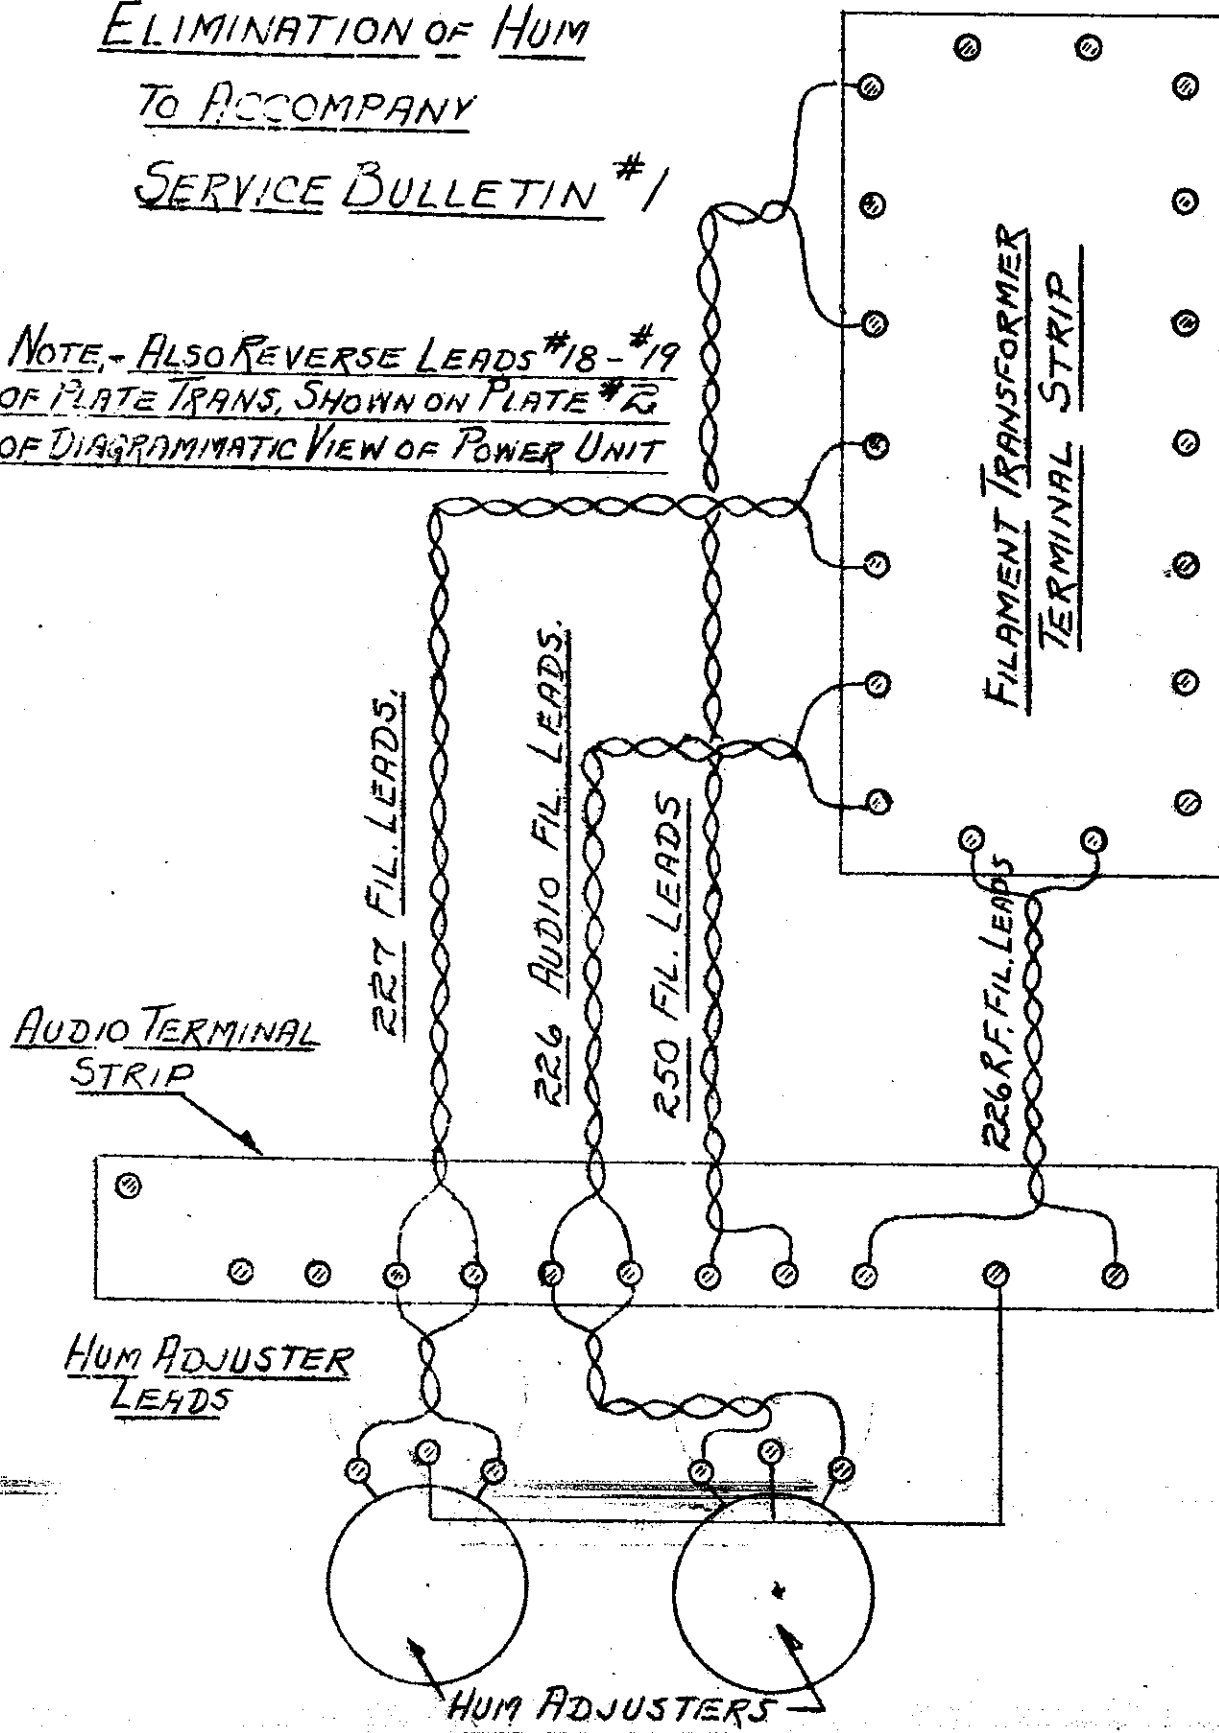 ELIMINATION OF HUM
TO ACCOMPANY
SERVICE BULLETIN #1
NOTE,- ALSO REVERSE LEADS #18-#19
OF PLATE TRANS, SHOWN ON PLATE #2
OF DIAGRAMMATIC VIEW OF POWER UNIT
FILAMENT TRANSFORMER
TERMINAL STRIP
227 FIL. LEADS.
226 AUDIO FIL. LEADS.
250 FIL. LEADS
226 R.F. FIL. LEADS
AUDIO TERMINAL
STRIP
HUM ADJUSTER
LEADS
HUM ADJUSTERS